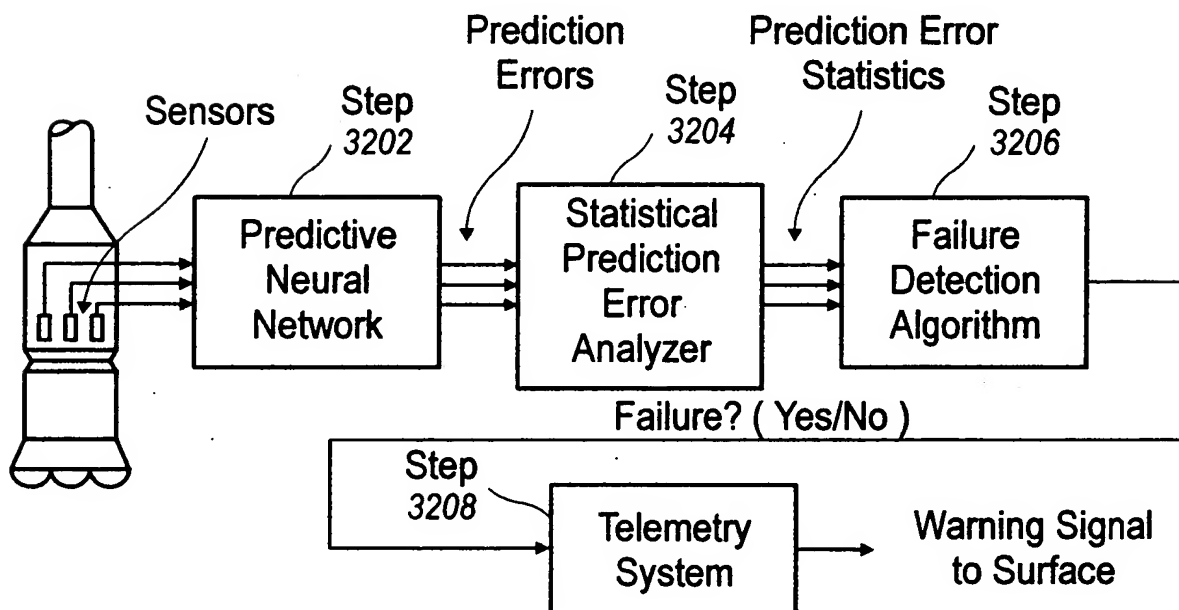 Prediction
Errors
Prediction Error
Statistics
Sensors
Step
3202
Step
3204
Step
3206
Predictive
Neural
Network
Statistical
Prediction
Error
Analyzer
Failure
Detection
Algorithm
Failure? ( Yes/No )
Step
3208
Telemetry
System
Warning Signal
to Surface